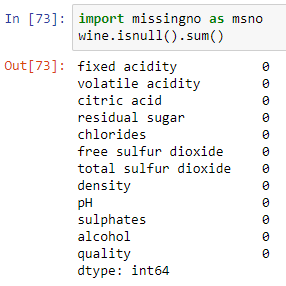 In [73]: import missingno as msno
wine.isnull().sum()
Out[73]: fixed acidity 0
volatile acidity 0
citric acid 0
residual sugar 0
chlorides 0
free sulfur dioxide 0
total sulfur dioxide 0
density 0
pH 0
sulphates 0
alcohol 0
quality 0
dtype: int64